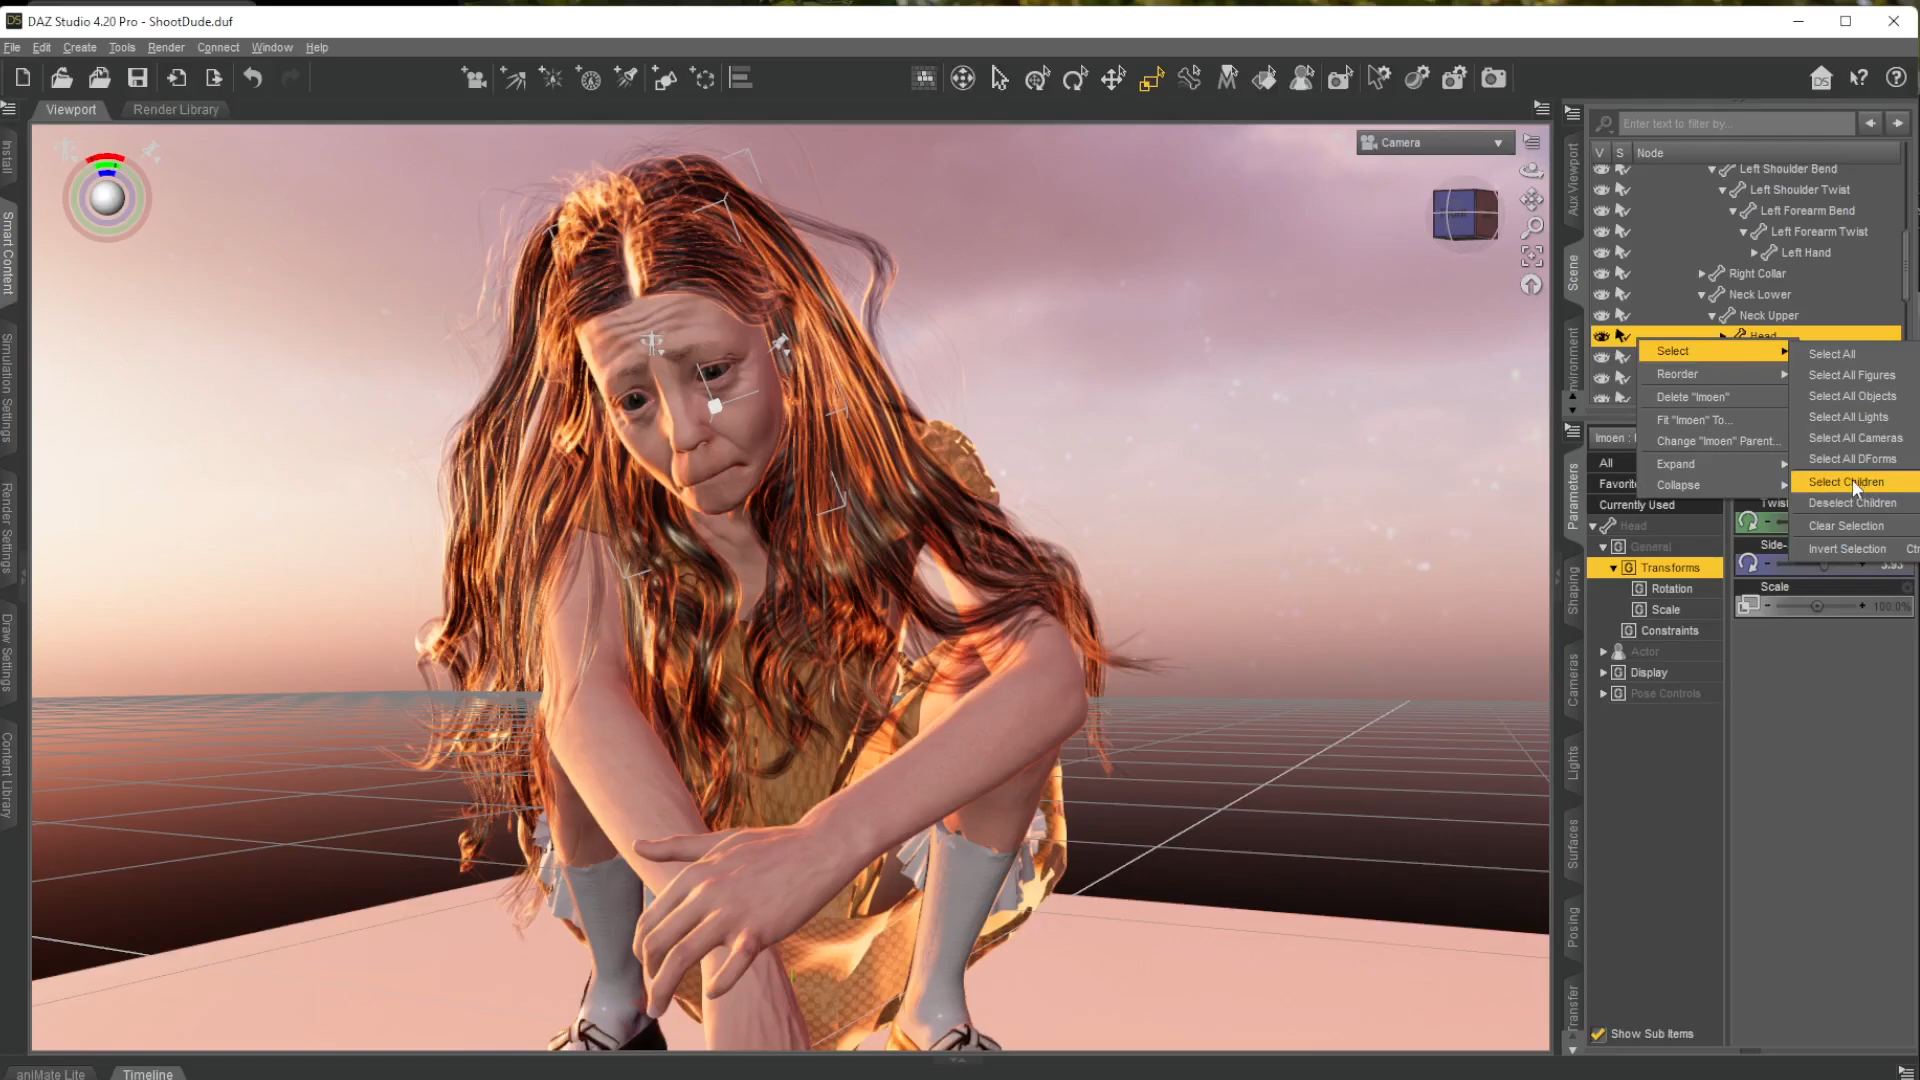 DAZ Studio 4.20 Pro - ShootDude.duf
File Edit Create Tools Render Connect Window Help
Viewport
Render Library
Camera
Install
Smart Content
Simulation Settings
Render Settings
Draw Settings
Content Library
Aux Viewport
Scene
Parameters
Shaping
Cameras
Lights
Surfaces
Posing
Transfer
Enter text to filter by...
V S Node
Left Shoulder Bend
Left Shoulder Twist
Left Forearm Bend
Left Forearm Twist
Left Hand
Right Collar
Neck Lower
Neck Upper
Head
Select
Reorder
Delete "Imoen"
Fit "Imoen" To...
Change "Imoen" Parent...
Expand
Collapse
Select All
Select All Figures
Select All Objects
Select All Lights
Select All Cameras
Select All DForms
Select Children
Deselect Children
Clear Selection
Invert Selection
All
Currently Used
Head
General
Transforms
Rotation
Scale
Constraints
Actor
Display
Pose Controls
Scale
100.0%
Show Sub Items
aniMate Lite
Timeline